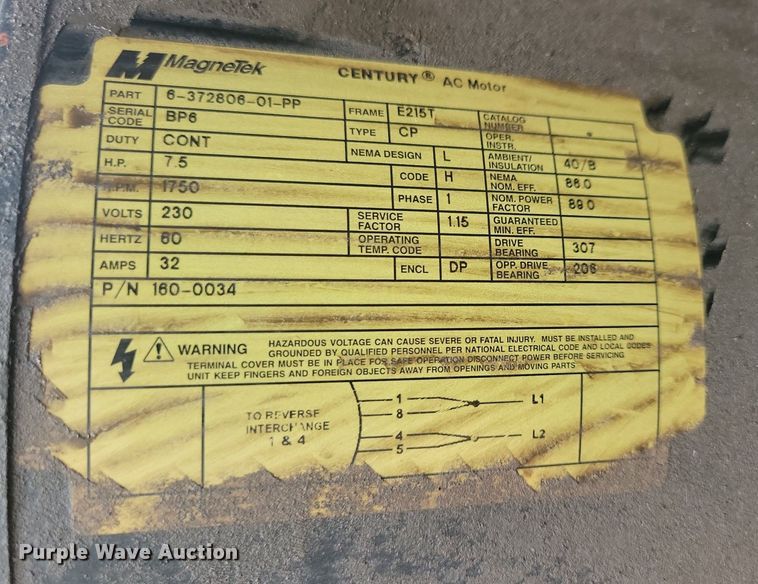 MagneTek CENTURY® AC Motor
PART 6-372806-01-PP FRAME E215T CATALOG NUMBER
SERIAL CODE BP6 TYPE CP OPER. INSTR.
DUTY CONT NEMA DESIGN L AMBIENT/INSULATION 40/B
H.P. 7.5 CODE H NEMA NOM. EFF. 86.0
R.P.M. 1750 PHASE 1 NOM. POWER FACTOR 89.0
VOLTS 230 SERVICE FACTOR 1.15 GUARANTEED MIN. EFF.
HERTZ 60 OPERATING TEMP. CODE DRIVE BEARING 307
AMPS 32 ENCL DP OPP. DRIVE BEARING 206
P/N 160-0034
WARNING
HAZARDOUS VOLTAGE CAN CAUSE SEVERE OR FATAL INJURY. MUST BE INSTALLED AND
GROUNDED BY QUALIFIED PERSONNEL PER NATIONAL ELECTRICAL CODE AND LOCAL CODES
TERMINAL COVER MUST BE IN PLACE FOR SAFE OPERATION DISCONNECT POWER BEFORE SERVICING
UNIT KEEP FINGERS AND FOREIGN OBJECTS AWAY FROM OPENINGS AND MOVING PARTS
TO REVERSE
INTERCHANGE
1 & 4
1
8
L1
4
5
L2
Purple Wave Auction